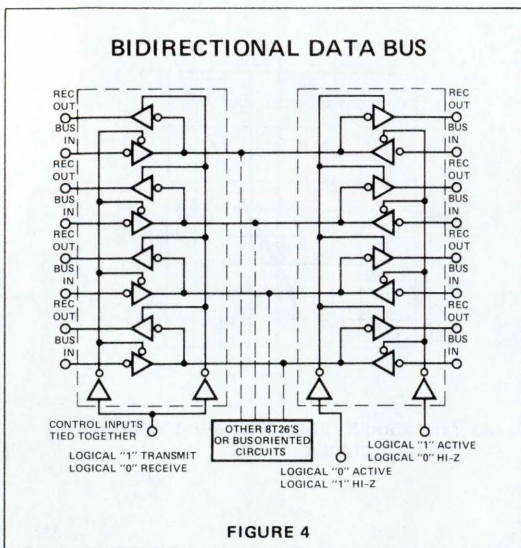 BIDIRECTIONAL DATA BUS
REC
OUT
BUS
IN
REC
OUT
BUS
IN
REC
OUT
BUS
IN
REC
OUT
BUS
IN
REC
OUT
BUS
IN
REC
OUT
BUS
IN
REC
OUT
BUS
IN
REC
OUT
BUS
IN
CONTROL INPUTS
TIED TOGETHER
LOGICAL "1" TRANSMIT
LOGICAL "0" RECEIVE
OTHER 8T26'S
OR BUS ORIENTED
CIRCUITS
LOGICAL "0" ACTIVE
LOGICAL "1" HI-Z
LOGICAL "1" ACTIVE
LOGICAL "0" HI-Z
FIGURE 4